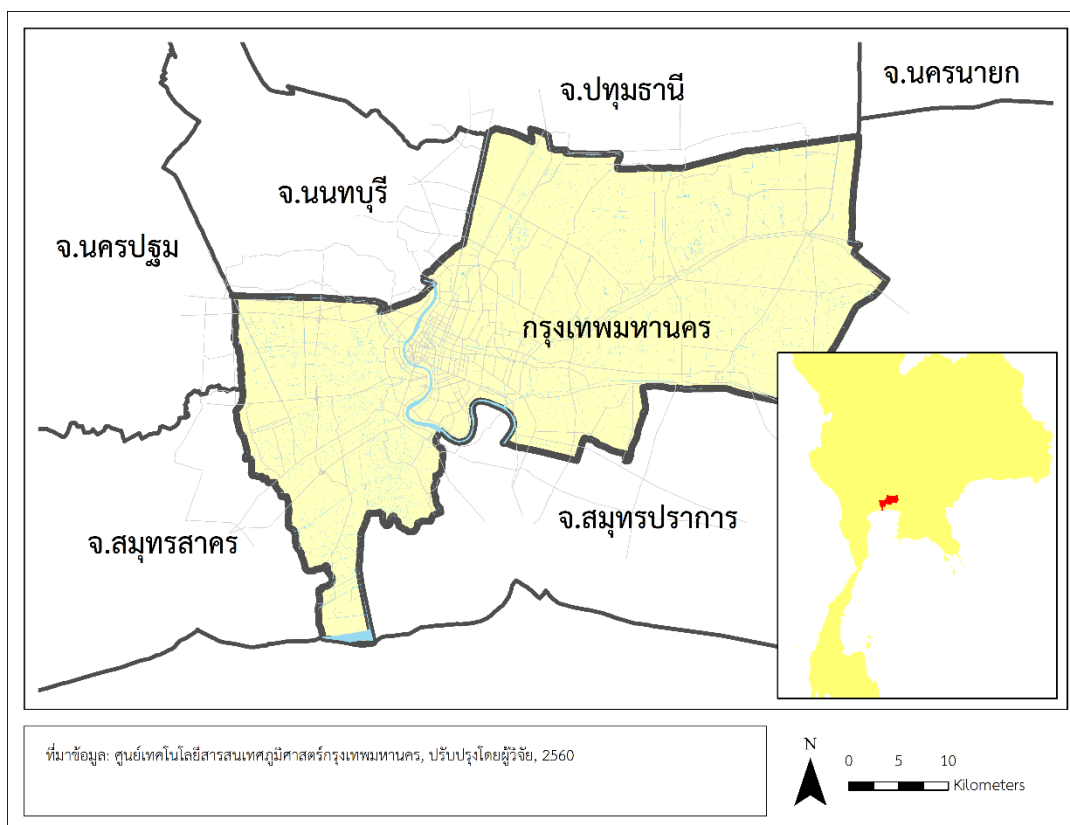 จ.นครนายก
จ.ปทุมธานี
จ.นนทบุรี
จ.นครปฐม
กรุงเทพมหานคร
จ.สมุทรปราการ
จ.สมุทรสาคร
ที่มาข้อมูล: ศูนย์เทคโนโลยีสารสนเทศภูมิศาสตร์กรุงเทพมหานคร, ปรับปรุงโดยผู้วิจัย, 2560
N
0 5 10
Kilometers